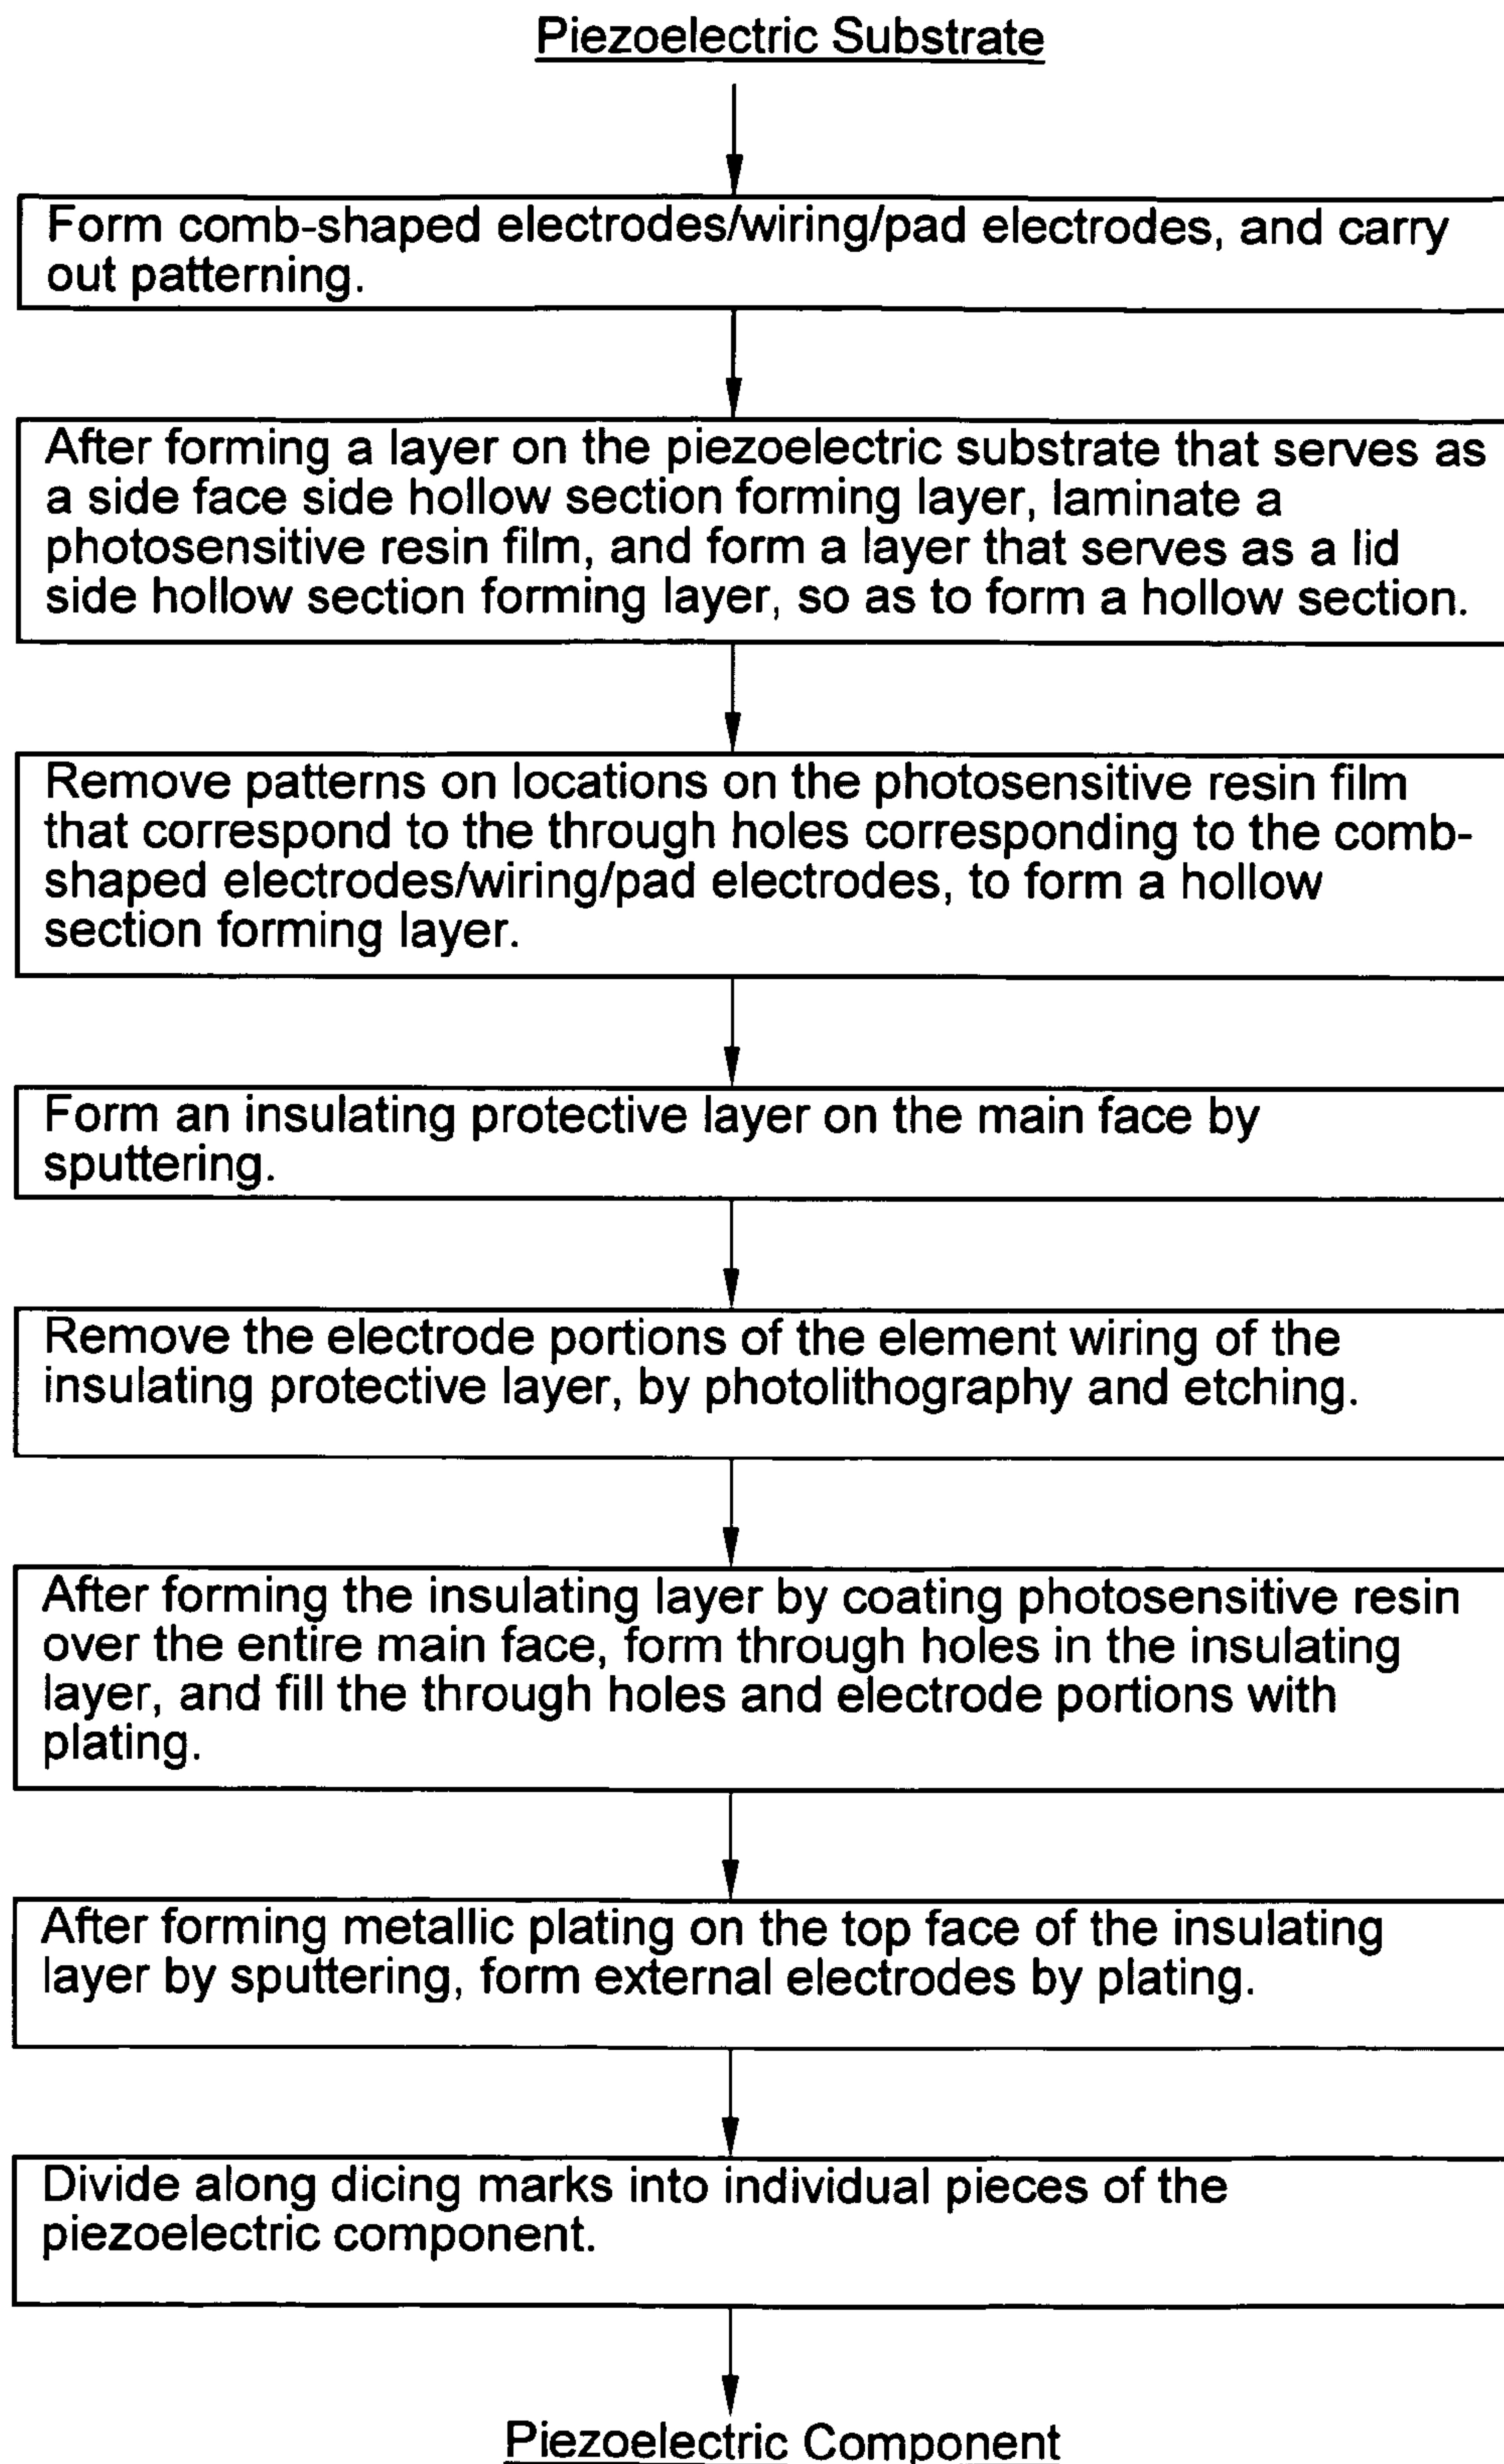 Piezoelectric Substrate
Form comb-shaped electrodes/wiring/pad electrodes, and carry
out patterning.
After forming a layer on the piezoelectric substrate that serves as
a side face side hollow section forming layer, laminate a
photosensitive resin film, and form a layer that serves as a lid
side hollow section forming layer, so as to form a hollow section.
Remove patterns on locations on the photosensitive resin film
that correspond to the through holes corresponding to the comb-
shaped electrodes/wiring/pad electrodes, to form a hollow
section forming layer.
Form an insulating protective layer on the main face by
sputtering.
Remove the electrode portions of the element wiring of the
insulating protective layer, by photolithography and etching.
After forming the insulating layer by coating photosensitive resin
over the entire main face, form through holes in the insulating
layer, and fill the through holes and electrode portions with
plating.
After forming metallic plating on the top face of the insulating
layer by sputtering, form external electrodes by plating.
Divide along dicing marks into individual pieces of the
piezoelectric component.
Piezoelectric Component